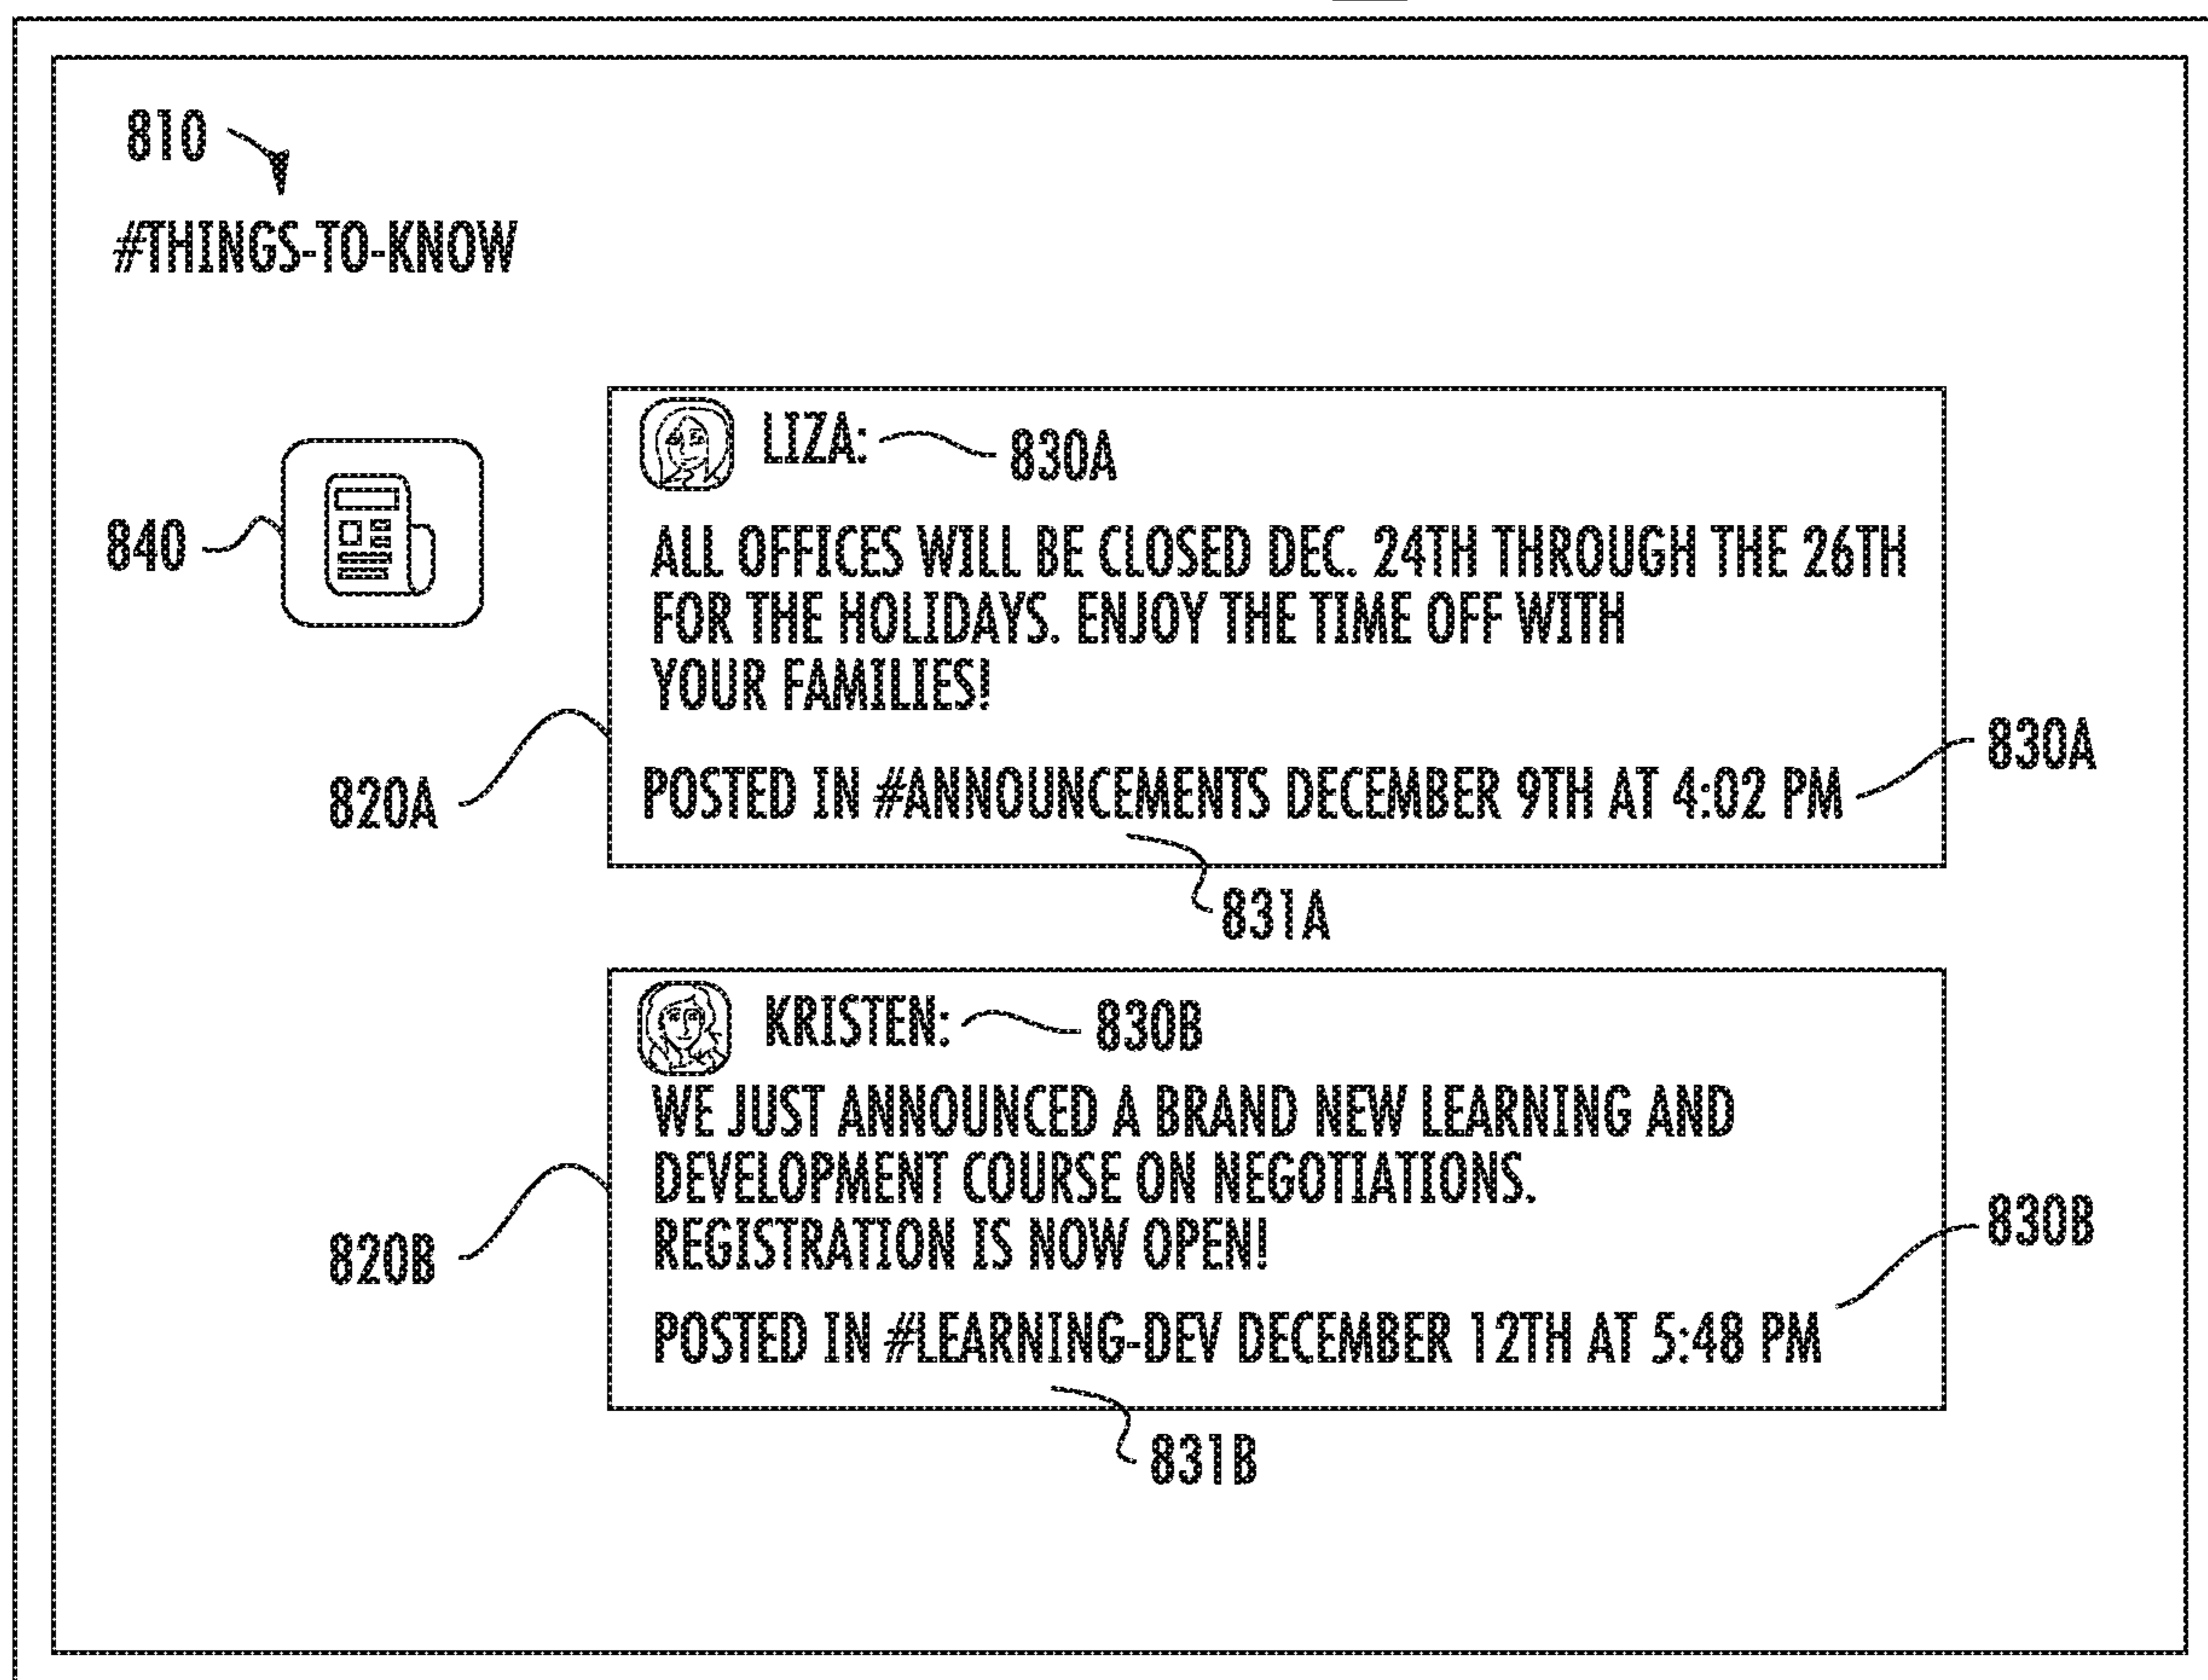 810
#THINGS-TO-KNOW
840
LIZA: 830A
ALL OFFICES WILL BE CLOSED DEC. 24TH THROUGH THE 26TH
FOR THE HOLIDAYS. ENJOY THE TIME OFF WITH
YOUR FAMILIES!
830A
820A
POSTED IN #ANNOUNCEMENTS DECEMBER 9TH AT 4:02 PM
831A
KRISTEN: 830B
WE JUST ANNOUNCED A BRAND NEW LEARNING AND
DEVELOPMENT COURSE ON NEGOTIATIONS.
REGISTRATION IS NOW OPEN!
830B
820B
POSTED IN #LEARNING-DEV DECEMBER 12TH AT 5:48 PM
831B